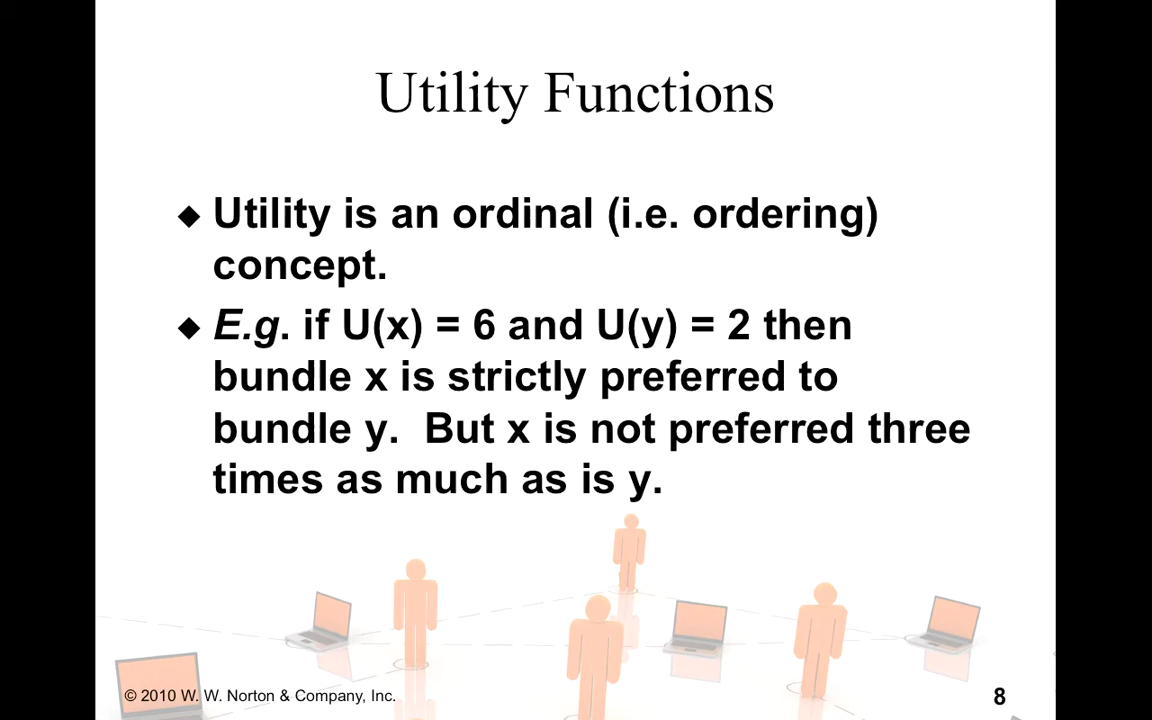 Utility Functions
◆ Utility is an ordinal (i.e. ordering)
concept.
◆ E.g. if U(x) = 6 and U(y) = 2 then
bundle x is strictly preferred to
bundle y.  But x is not preferred three
times as much as is y.
© 2010 W. W. Norton & Company, Inc.
8